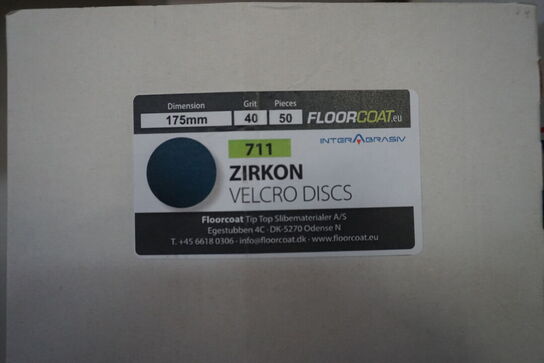 Dimension Grit Pieces
175mm 40 50 FLOORCOAT.eu
711 INTERABRASIV
ZIRKON
VELCRO DISCS
Floorcoat Tip Top Slibematerialer A/S
Egestubben 4C · DK-5270 Odense N
T. +45 6618 0306 · info@floorcoat.dk · www.floorcoat.eu